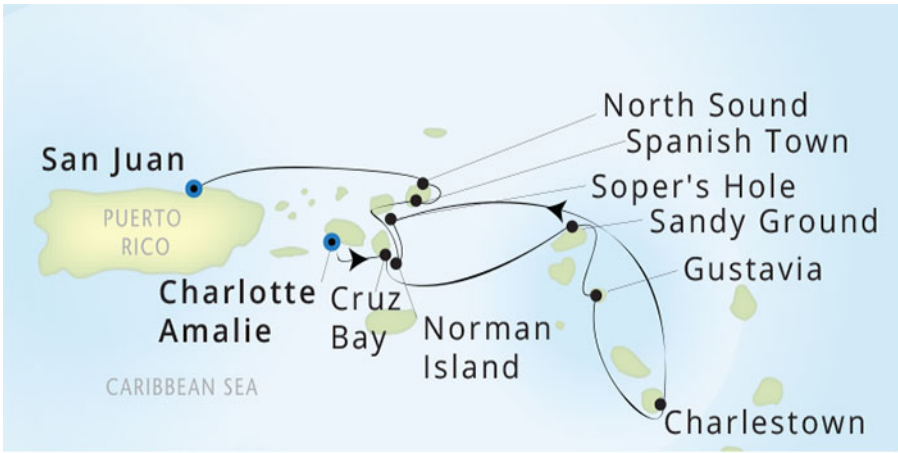 North Sound
Spanish Town
San Juan
Soper's Hole
PUERTO
RICO
Sandy Ground
Gustavia
Charlotte
Amalie
Cruz
Bay
Norman
Island
CARIBBEAN SEA
Charlestown